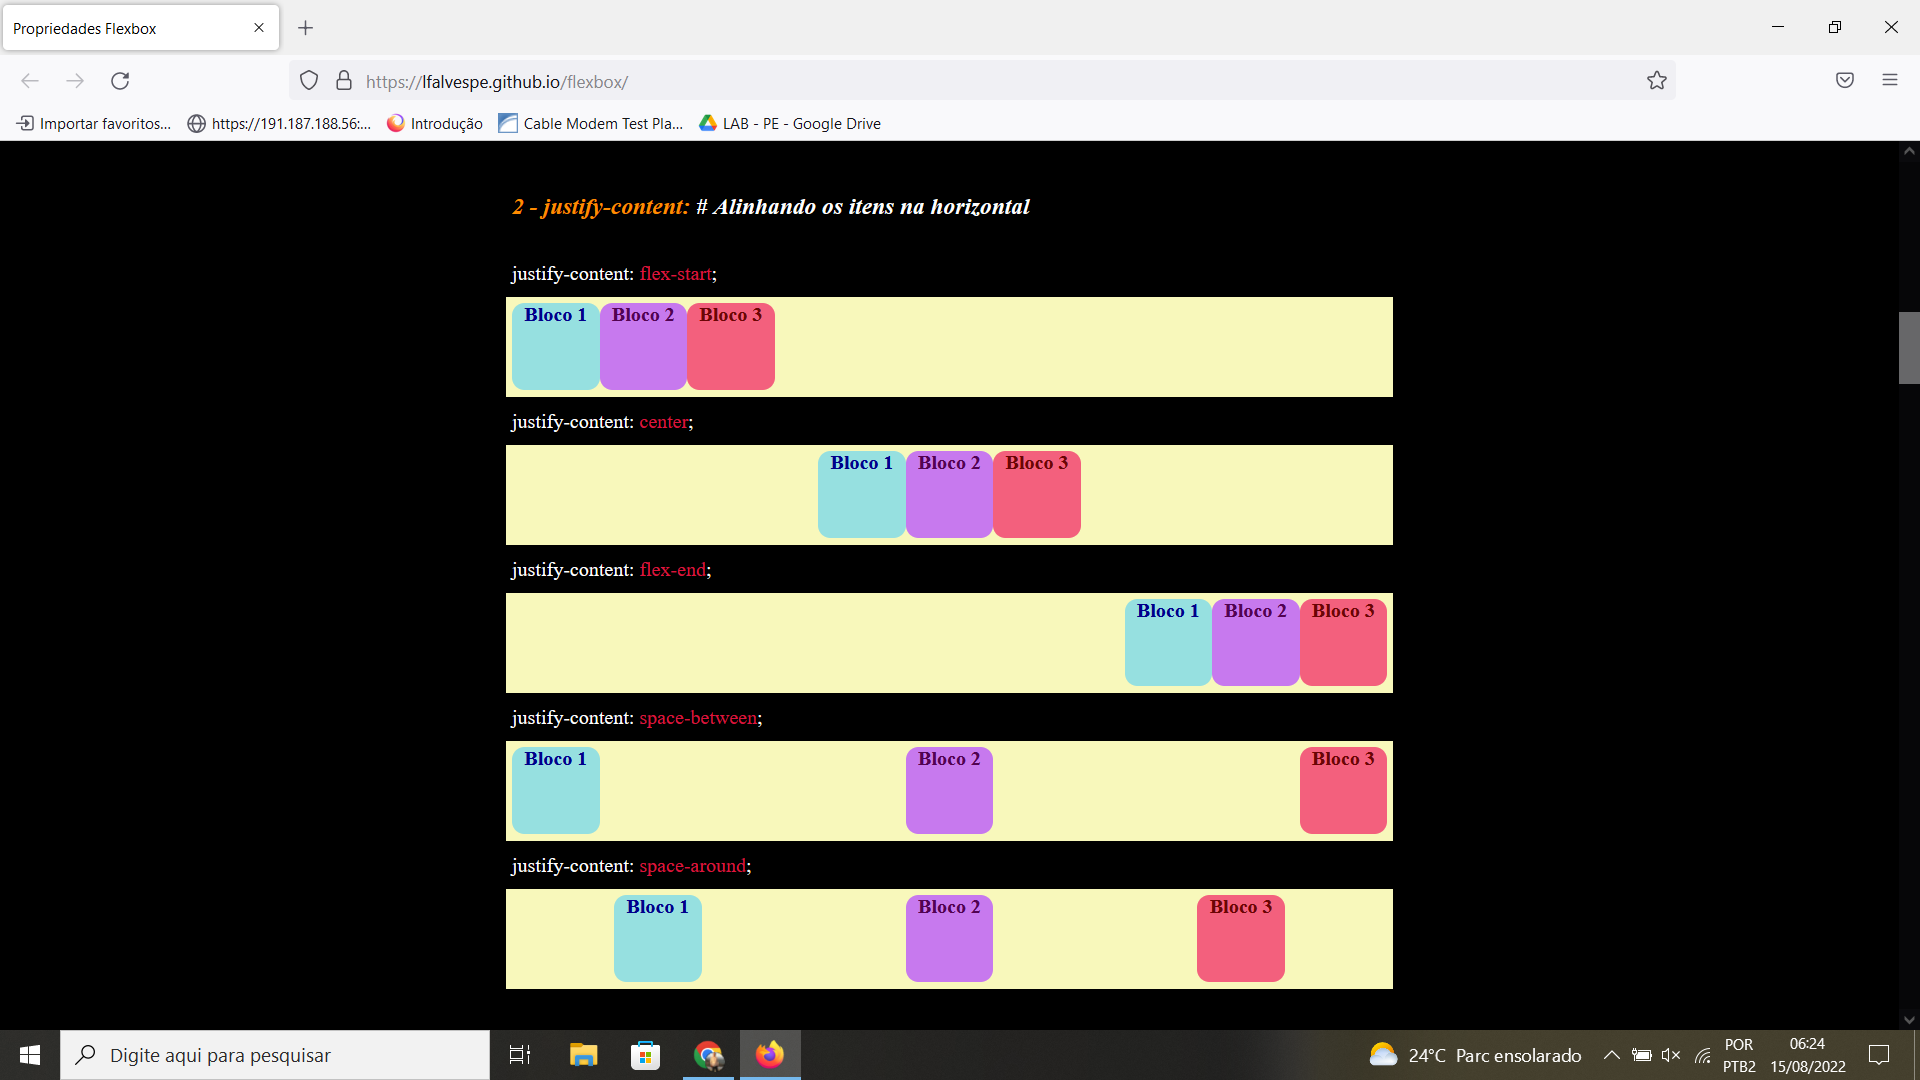 Propriedades Flexbox
https://lfalvespe.github.io/flexbox/
Importar favoritos... https://191.187.188.56:... Introdução Cable Modem Test Pla... LAB - PE - Google Drive
2 - justify-content: # Alinhando os itens na horizontal
justify-content: flex-start;
Bloco 1 Bloco 2 Bloco 3
justify-content: center;
Bloco 1 Bloco 2 Bloco 3
justify-content: flex-end;
Bloco 1 Bloco 2 Bloco 3
justify-content: space-between;
Bloco 1 Bloco 2 Bloco 3
justify-content: space-around;
Bloco 1 Bloco 2 Bloco 3
Digite aqui para pesquisar
24°C Parc ensolarado
POR
PTB2
06:24
15/08/2022